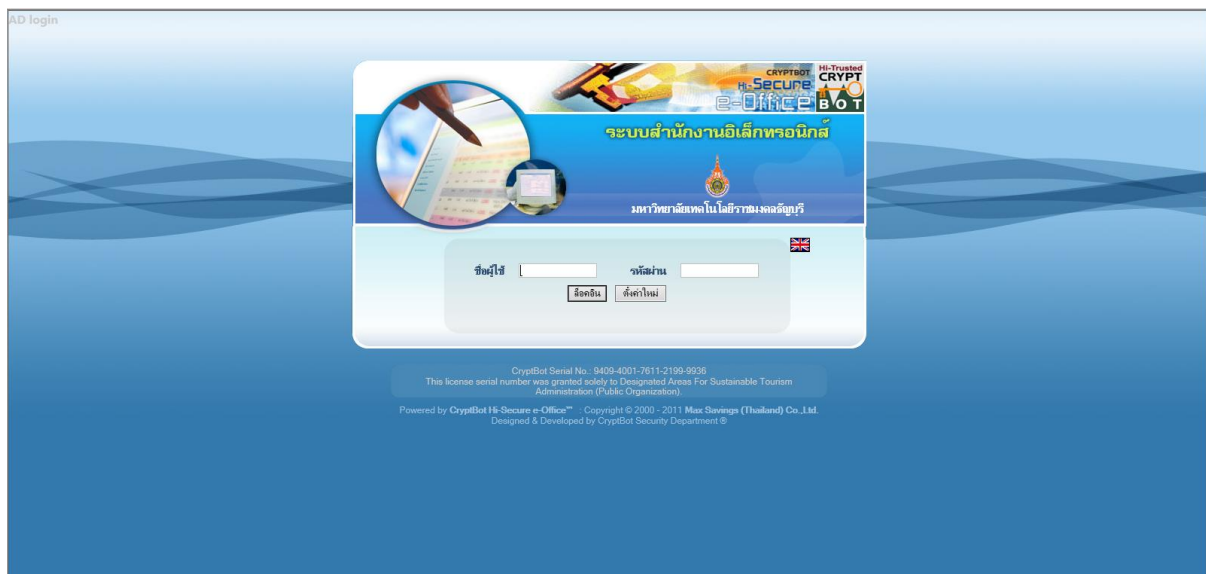 AD login
CRYPTBOT
Hi-Secure
e-Office
Hi-Trusted
CRYPT
BOT
ระบบสำนักงานอิเล็กทรอนิกส์
มหาวิทยาลัยเทคโนโลยีราชมงคลธัญบุรี
ชื่อผู้ใช้ รหัสผ่าน
ล็อคอิน ตั้งค่าใหม่
CryptBot Serial No.: 9409-4001-7611-2199-9936
This license serial number was granted solely to Designated Areas For Sustainable Tourism
Administration (Public Organization).
Powered by CryptBot Hi-Secure e-Office™ : Copyright © 2000 - 2011 Max Savings (Thailand) Co.,Ltd.
Designed & Developed by CryptBot Security Department ®